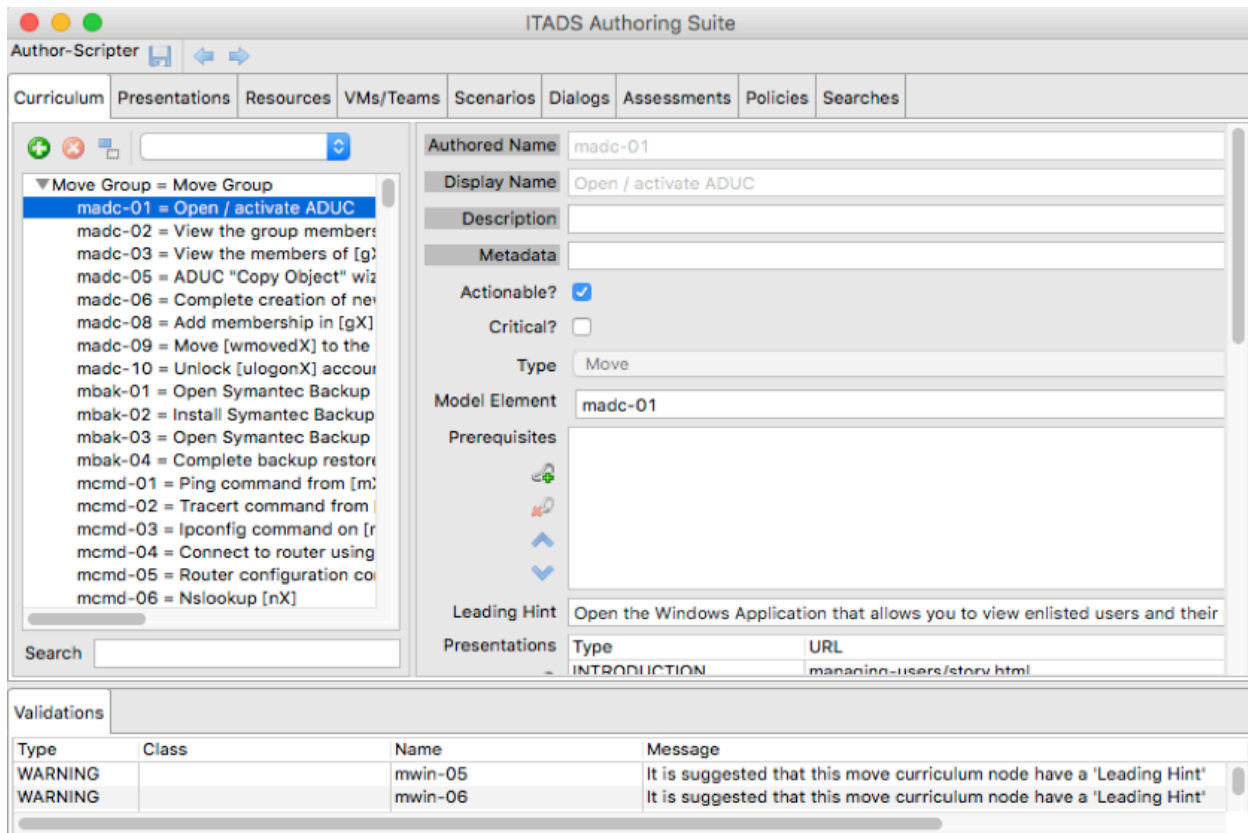 ITADS Authoring Suite
Author-Scripter
Curriculum Presentations Resources VMs/Teams Scenarios Dialogs Assessments Policies Searches
Move Group = Move Group
madc-01 = Open / activate ADUC
madc-02 = View the group members
madc-03 = View the members of [g
madc-05 = ADUC "Copy Object" wiz
madc-06 = Complete creation of ne
madc-08 = Add membership in [gX]
madc-09 = Move [wmovedX] to the
madc-10 = Unlock [ulogonX] accou
mbak-01 = Open Symantec Backup
mbak-02 = Install Symantec Backup
mbak-03 = Open Symantec Backup
mbak-04 = Complete backup restore
mcmd-01 = Ping command from [m
mcmd-02 = Tracert command from
mcmd-03 = Ipconfig command on [
mcmd-04 = Connect to router using
mcmd-05 = Router configuration co
mcmd-06 = Nslookup [nX]
Search
Authored Name madc-01
Display Name Open / activate ADUC
Description
Metadata
Actionable?
Critical?
Type Move
Model Element madc-01
Prerequisites
Leading Hint Open the Windows Application that allows you to view enlisted users and their
Presentations Type URL
INTRODUCTION managing-users/story.html
Validations
Type Class Name Message
WARNING mwin-05 It is suggested that this move curriculum node have a 'Leading Hint'
WARNING mwin-06 It is suggested that this move curriculum node have a 'Leading Hint'